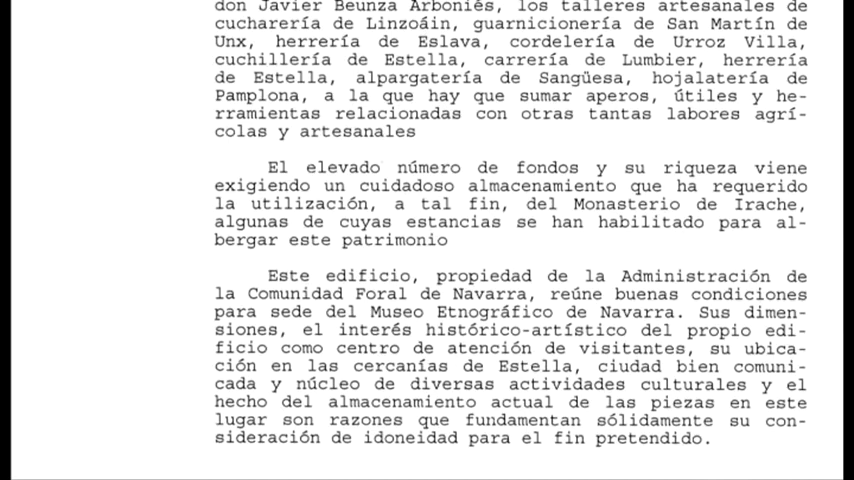 don Javier Beunza Arboniés, los talleres artesanales de
cucharería de Linzoáin, guarnicionería de San Martín de
Unx, herrería de Eslava, cordelería de Urroz Villa,
cuchillería de Estella, carrería de Lumbier, herrería
de Estella, alpargatería de Sangüesa, hojalatería de
Pamplona, a la que hay que sumar aperos, útiles y he-
rramientas relacionadas con otras tantas labores agrí-
colas y artesanales
El elevado número de fondos y su riqueza viene
exigiendo un cuidadoso almacenamiento que ha requerido
la utilización, a tal fin, del Monasterio de Irache,
algunas de cuyas estancias se han habilitado para al-
bergar este patrimonio
Este edificio, propiedad de la Administración de
la Comunidad Foral de Navarra, reúne buenas condiciones
para sede del Museo Etnográfico de Navarra. Sus dimen-
siones, el interés histórico-artístico del propio edi-
ficio como centro de atención de visitantes, su ubica-
ción en las cercanías de Estella, ciudad bien comuni-
cada y núcleo de diversas actividades culturales y el
hecho del almacenamiento actual de las piezas en este
lugar son razones que fundamentan sólidamente su con-
sideración de idoneidad para el fin pretendido.